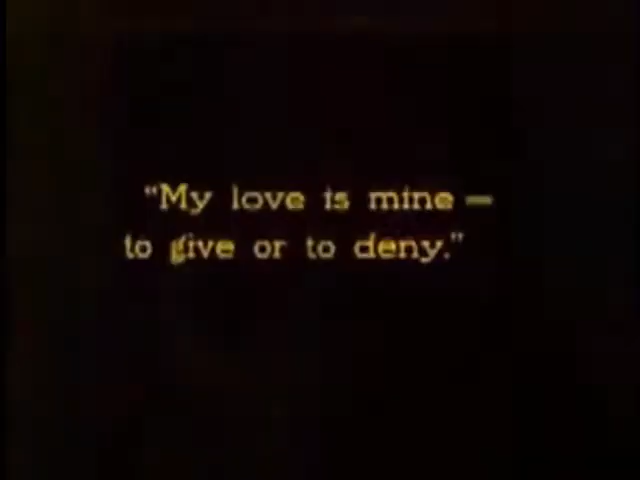 "My love is mine —
to give or to deny."